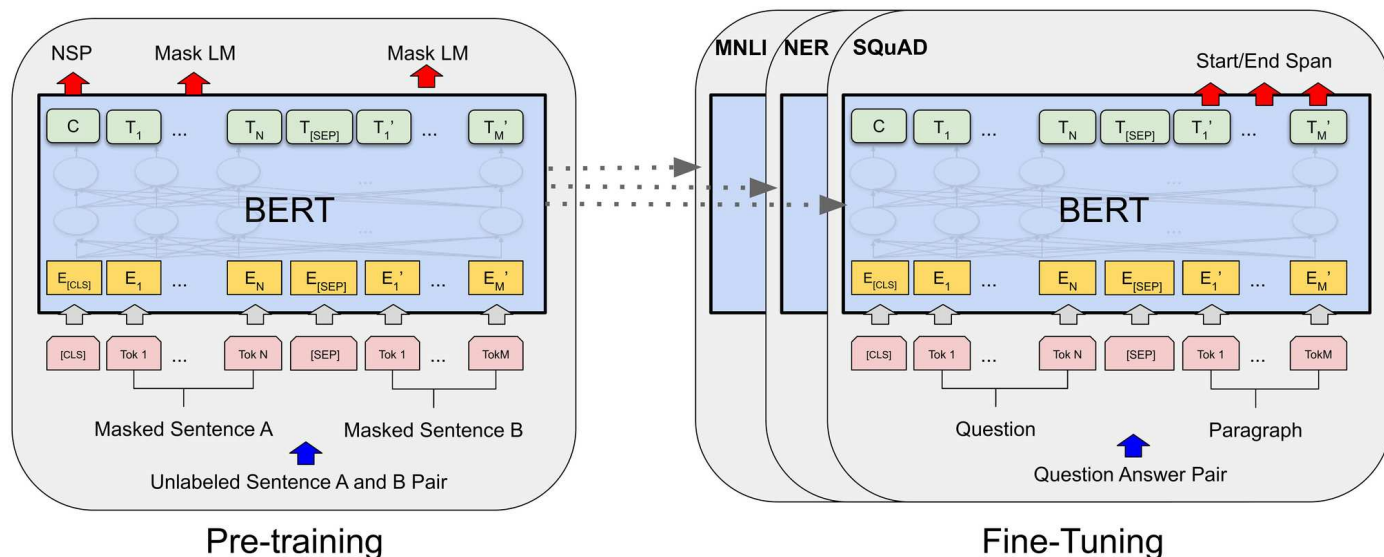 NSP Mask LM Mask LM
C T1 ... TN T[SEP] T1' ... TM'
...
BERT
...
E[CLS] E1 ... EN E[SEP] E1' ... EM'
[CLS] Tok 1 ... Tok N [SEP] Tok 1 ... TokM
Masked Sentence A Masked Sentence B
Unlabeled Sentence A and B Pair
Pre-training
MNLI NER SQuAD
Start/End Span
C T1 ... TN T[SEP] T1' ... TM'
...
BERT
...
E[CLS] E1 ... EN E[SEP] E1' ... EM'
[CLS] Tok 1 ... Tok N [SEP] Tok 1 ... TokM
Question Paragraph
Question Answer Pair
Fine-Tuning